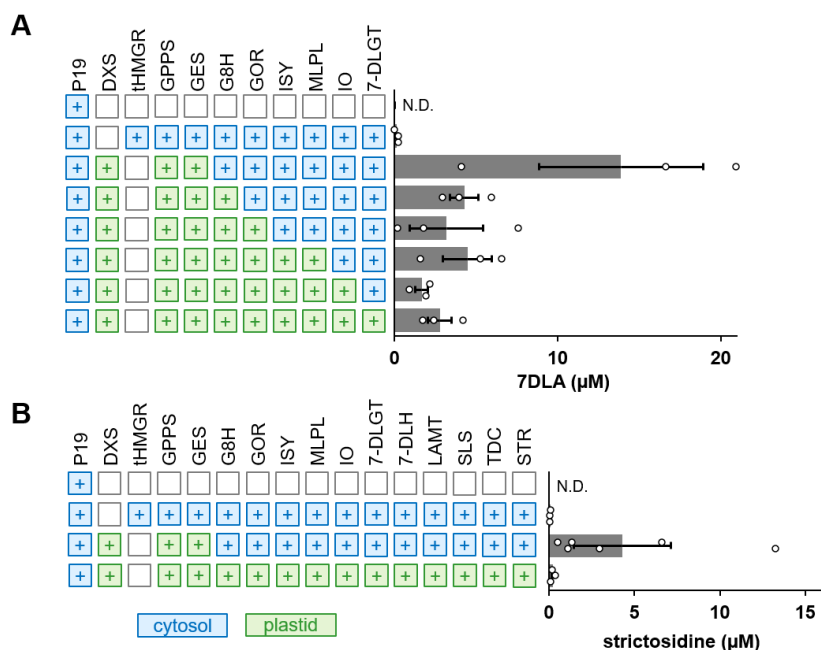 A
P19 DXS tHMGR GPPS GES G8H GOR ISY MLPL IO 7-DLGT
+ N.D.
+ + + + + + + + + +
+ + + + + + + + + +
+ + + + + + + + + +
+ + + + + + + + + +
+ + + + + + + + + +
+ + + + + + + + + +
+ + + + + + + + + +
0 10 20
7DLA (µM)
B
P19 DXS tHMGR GPPS GES G8H GOR ISY MLPL IO 7-DLGT 7-DLH LAMT SLS TDC STR
+ N.D.
+ + + + + + + + + + + + + + +
+ + + + + + + + + + + + + + +
+ + + + + + + + + + + + + + +
0 5 10 15
cytosol plastid
strictosidine (µM)